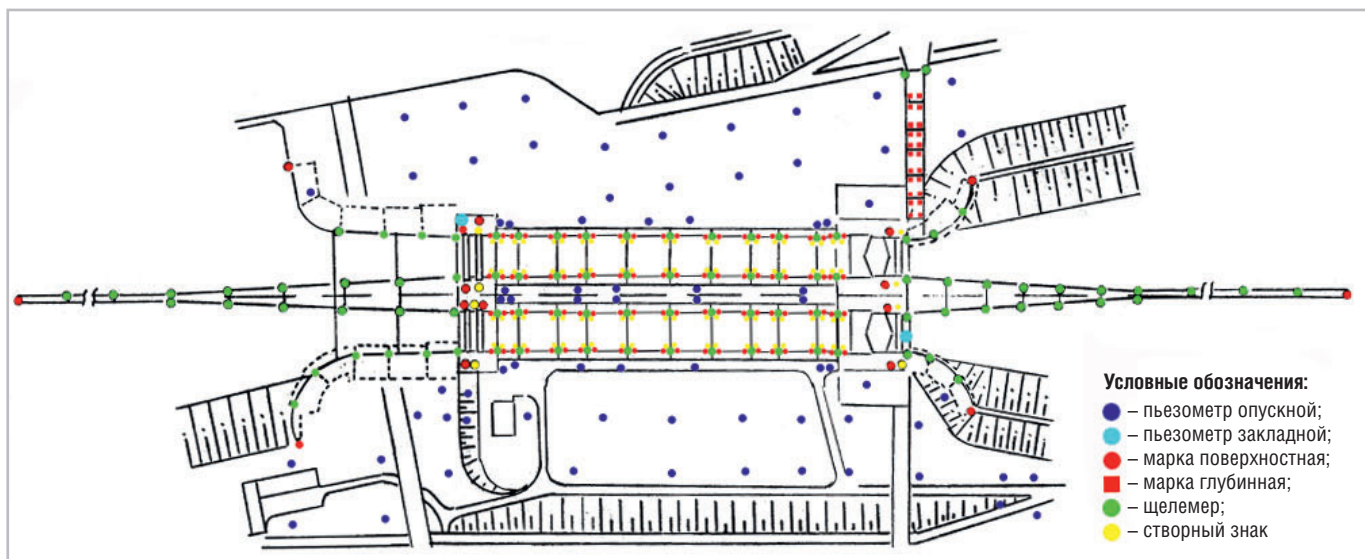 Условные обозначения:
– пьезометр опускной;
– пьезометр закладной;
– марка поверхностная;
– марка глубинная;
– щелемер;
– створный знак